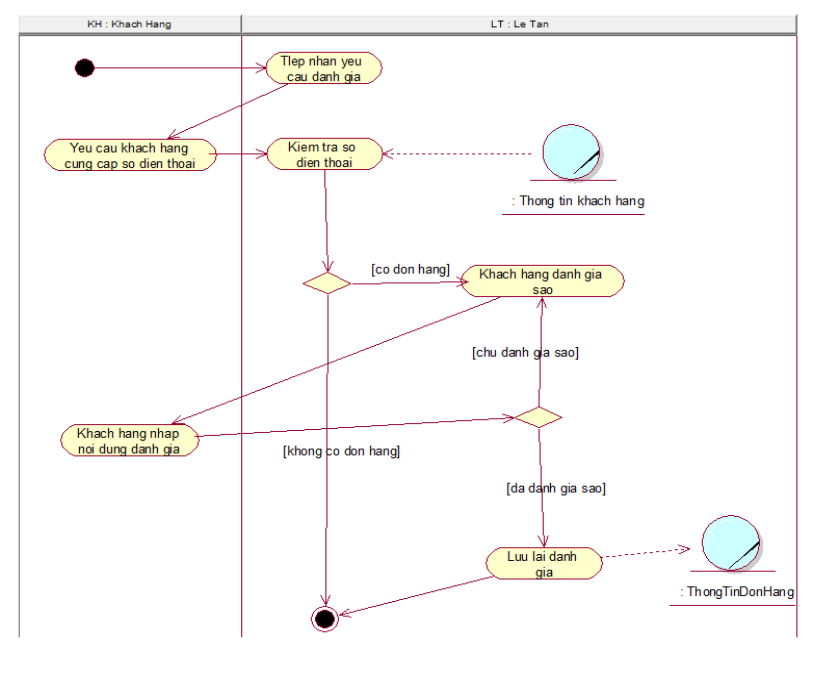 KH : Khach Hang
LT : Le Tan
TIep nhan yeu
cau danh gia
Yeu cau khach hang
cung cap so dien thoai
Kiem tra so
dien thoai
: Thong tin khach hang
[co don hang]
Khach hang danh gia
sao
[chu danh gia sao]
Khach hang nhap
noi dung danh gia
[khong co don hang]
[da danh gia sao]
Luu lai danh
gia
: ThongTinDonHang